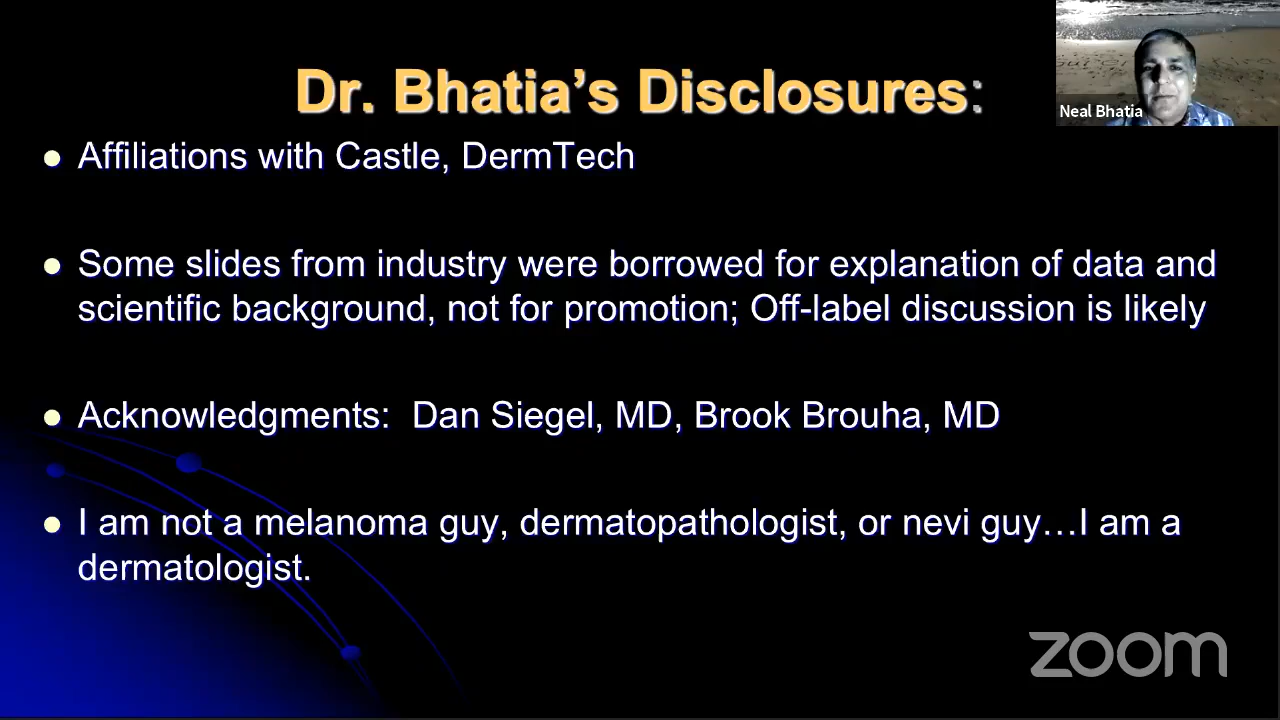 Dr. Bhatia’s Disclosures:
Neal Bhatia
● Affiliations with Castle, DermTech
● Some slides from industry were borrowed for explanation of data and
scientific background, not for promotion; Off-label discussion is likely
● Acknowledgments:  Dan Siegel, MD, Brook Brouha, MD
● I am not a melanoma guy, dermatopathologist, or nevi guy…I am a
dermatologist.
zoom